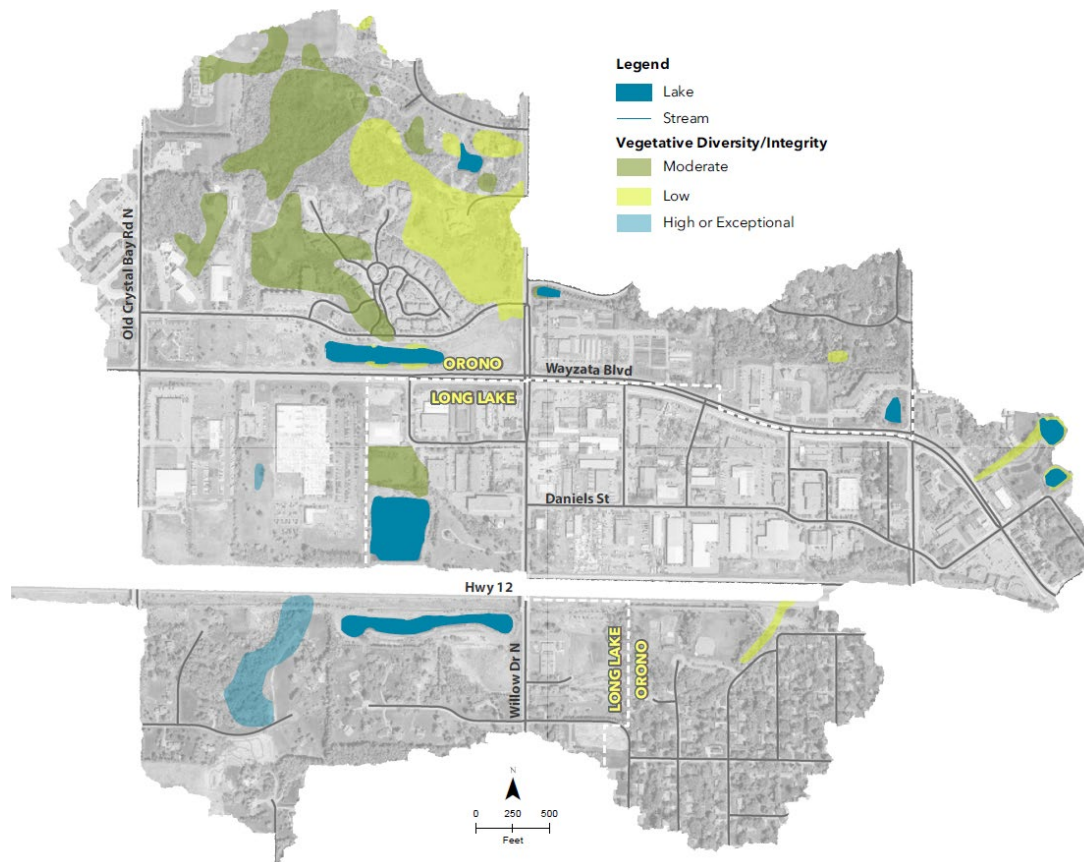 Legend
Lake
Stream
Vegetative Diversity/Integrity
Moderate
Low
High or Exceptional
Old Crystal Bay Rd N
ORONO
Wayzata Blvd
LONG LAKE
Daniels St
Hwy 12
Willow Dr N
LONG LAKE
ORONO
N
0 250 500
Feet